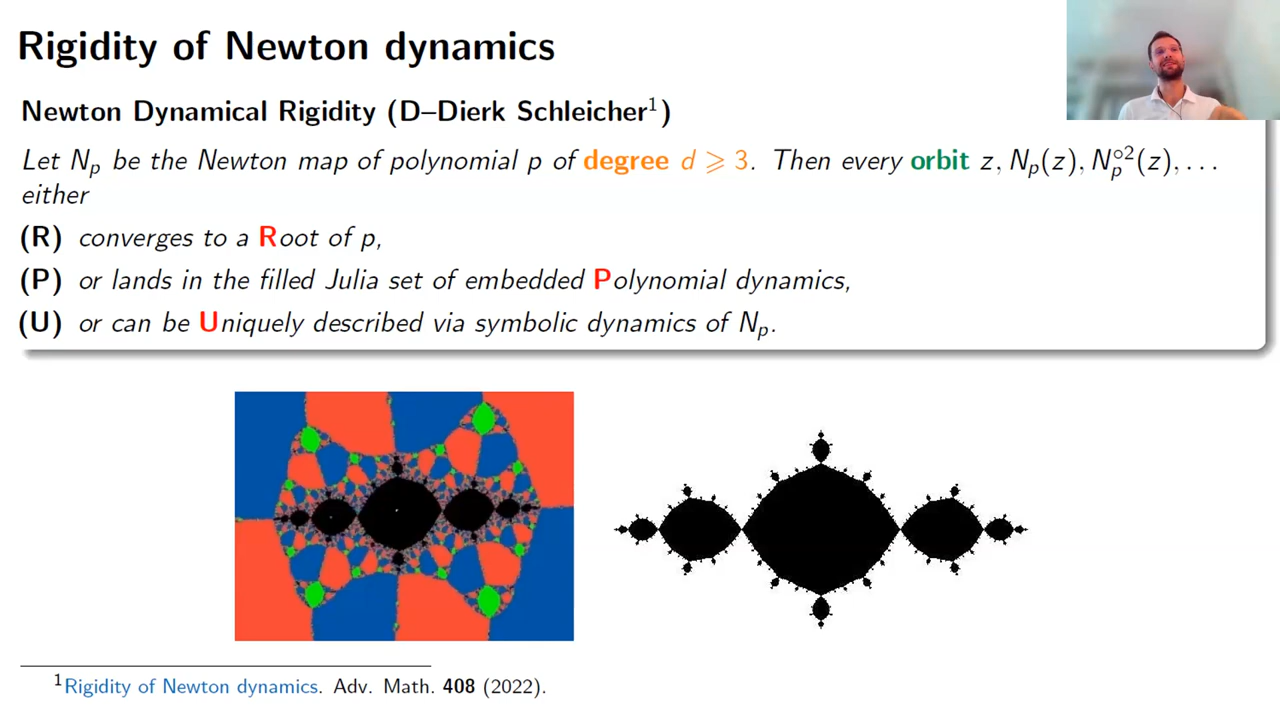 Rigidity of Newton dynamics
Newton Dynamical Rigidity (D–Dierk Schleicher¹)
Let Nₚ be the Newton map of polynomial p of degree d ⩾ 3. Then every orbit z, Nₚ(z), Nₚ°²(z), . . .
either
(R) converges to a Root of p,
(P) or lands in the filled Julia set of embedded Polynomial dynamics,
(U) or can be Uniquely described via symbolic dynamics of Nₚ.
¹Rigidity of Newton dynamics. Adv. Math. 408 (2022).